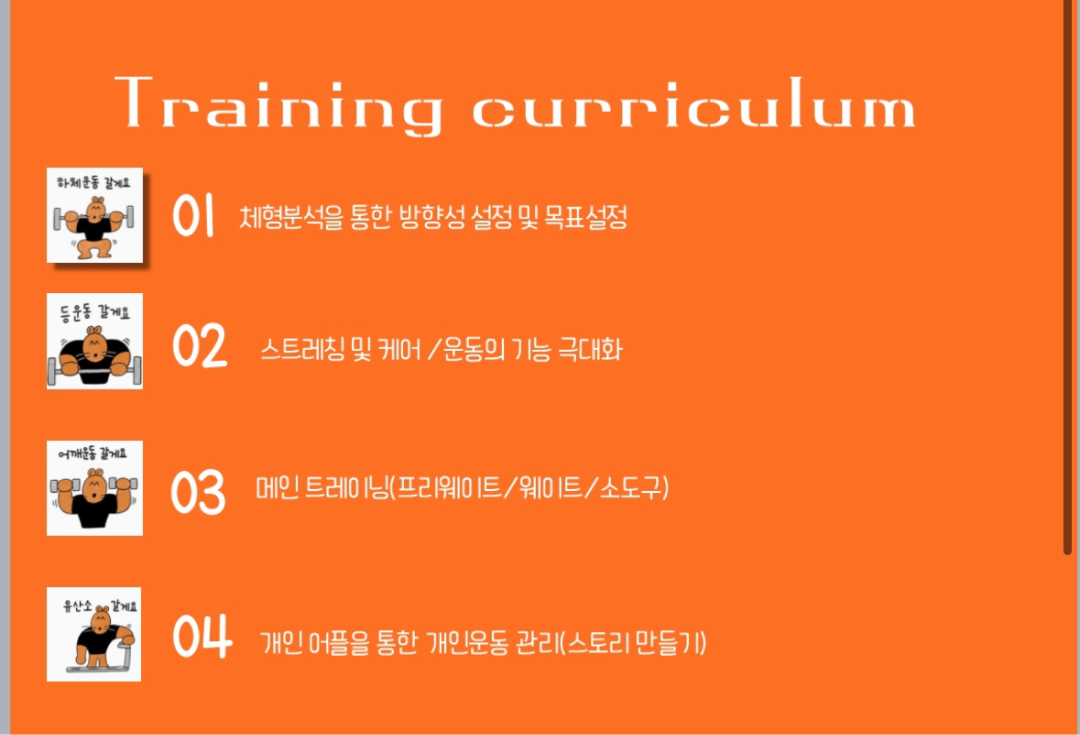 Training curriculum
하체운동 갈게요
01 체형분석을 통한 방향성 설정 및 목표설정
등운동 갈게요
02 스트레칭 및 케어 /운동의 기능 극대화
어깨운동 갈게요
03 메인 트레이닝(프리웨이트/웨이트/소도구)
유산소 갈게요
04 개인 어플을 통한 개인운동 관리(스토리 만들기)